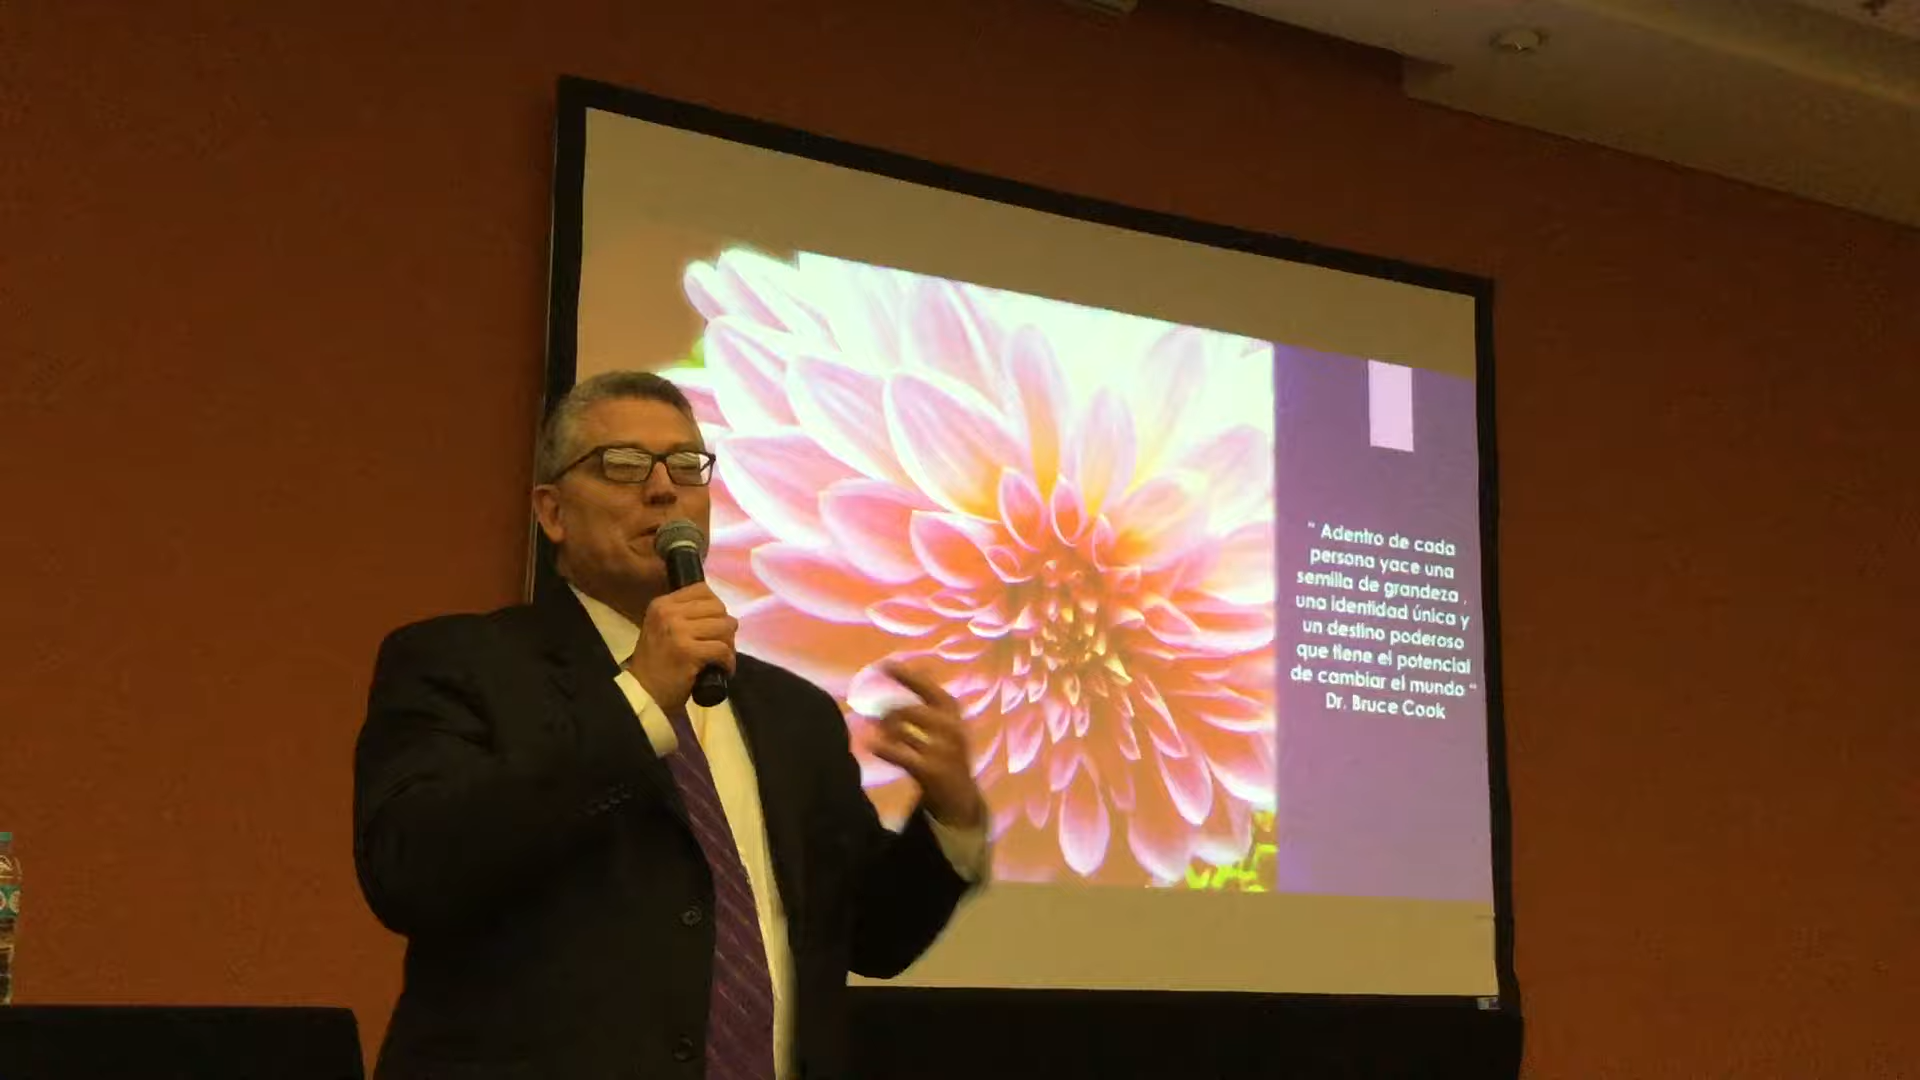 “ Adentro de cada
persona yace una
semilla de grandeza ,
una identidad única y
un destino poderoso
que tiene el potencial
de cambiar el mundo “
Dr. Bruce Cook